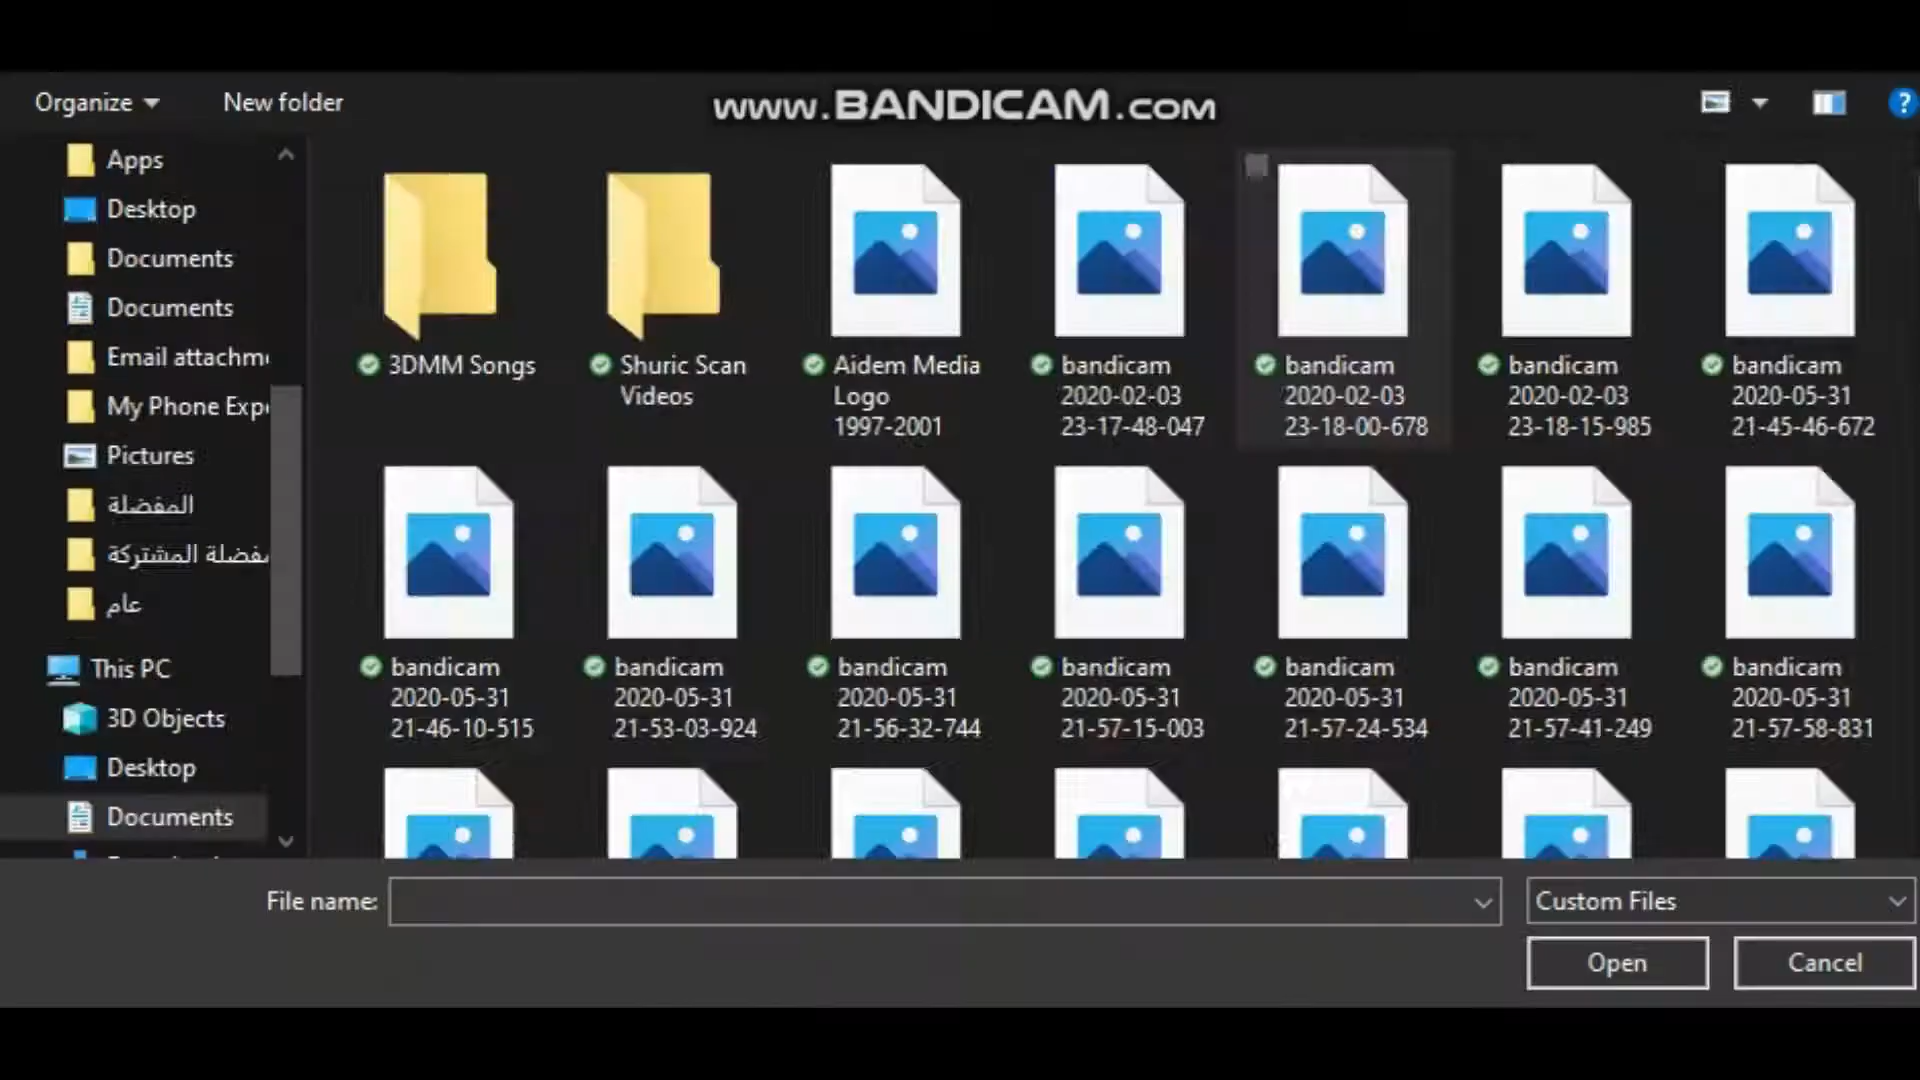 Organize
New folder
www.BANDICAM.com
?
Apps
Desktop
Documents
Documents
Email attachm
My Phone Exp
Pictures
المفضلة
مفضلة المشتركة
عام
This PC
3D Objects
Desktop
Documents
3DMM Songs
Shuric Scan
Videos
Aidem Media
Logo
1997-2001
bandicam
2020-02-03
23-17-48-047
bandicam
2020-02-03
23-18-00-678
bandicam
2020-02-03
23-18-15-985
bandicam
2020-05-31
21-45-46-672
bandicam
2020-05-31
21-46-10-515
bandicam
2020-05-31
21-53-03-924
bandicam
2020-05-31
21-56-32-744
bandicam
2020-05-31
21-57-15-003
bandicam
2020-05-31
21-57-24-534
bandicam
2020-05-31
21-57-41-249
bandicam
2020-05-31
21-57-58-831
File name:
Custom Files
Open
Cancel